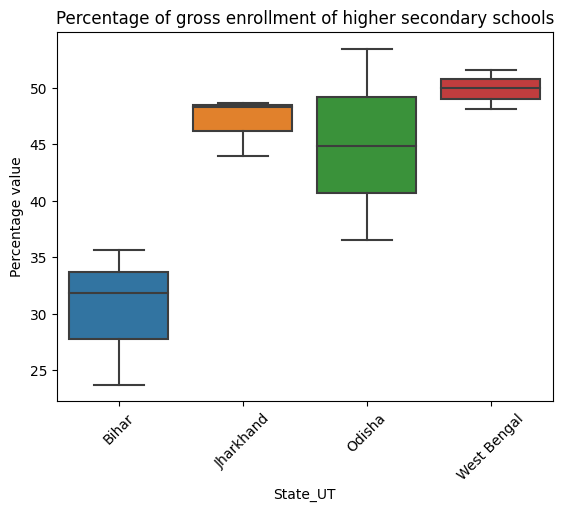 Percentage of gross enrollment of higher secondary schools
Percentage value
50
45
40
35
30
25
Bihar
Jharkhand
Odisha
West Bengal
State_UT